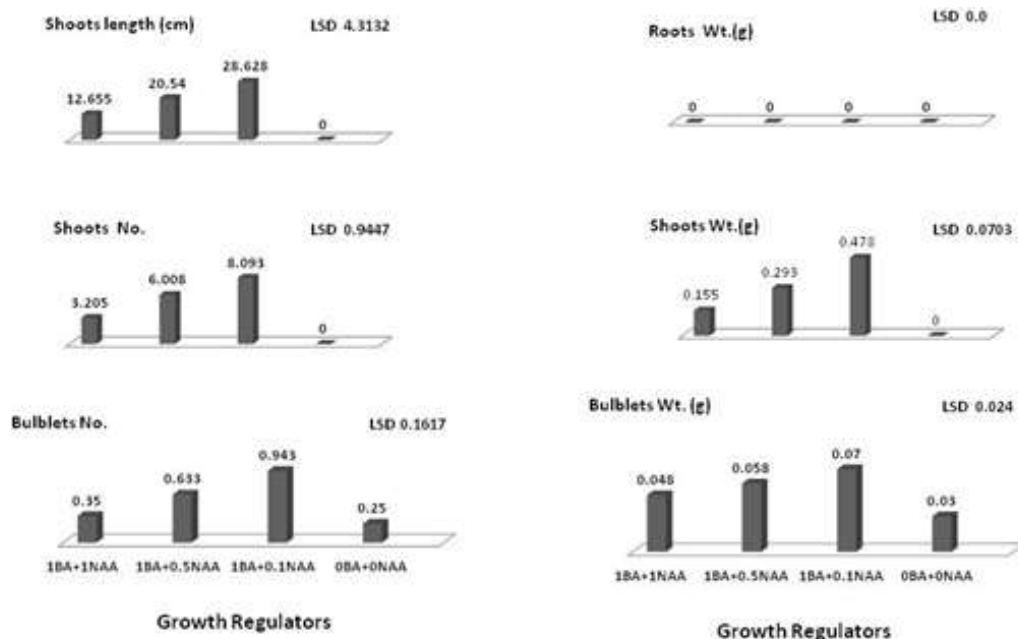 Shoots length (cm)
LSD 4.3132
12.655
20.54
28.628
0
Roots Wt.(g)
LSD 0.0
0
0
0
0
Shoots No.
LSD 0.9447
3.205
6.008
8.093
0
Shoots Wt.(g)
LSD 0.0703
0.155
0.293
0.478
0
Bulblets No.
LSD 0.1617
0.35
0.633
0.943
0.25
1BA+1NAA
1BA+0.5NAA
1BA+0.1NAA
0BA+0NAA
Growth Regulators
Bulblets Wt. (g)
LSD 0.024
0.048
0.058
0.07
0.03
1BA+1NAA
1BA+0.5NAA
1BA+0.1NAA
0BA+0NAA
Growth Regulators